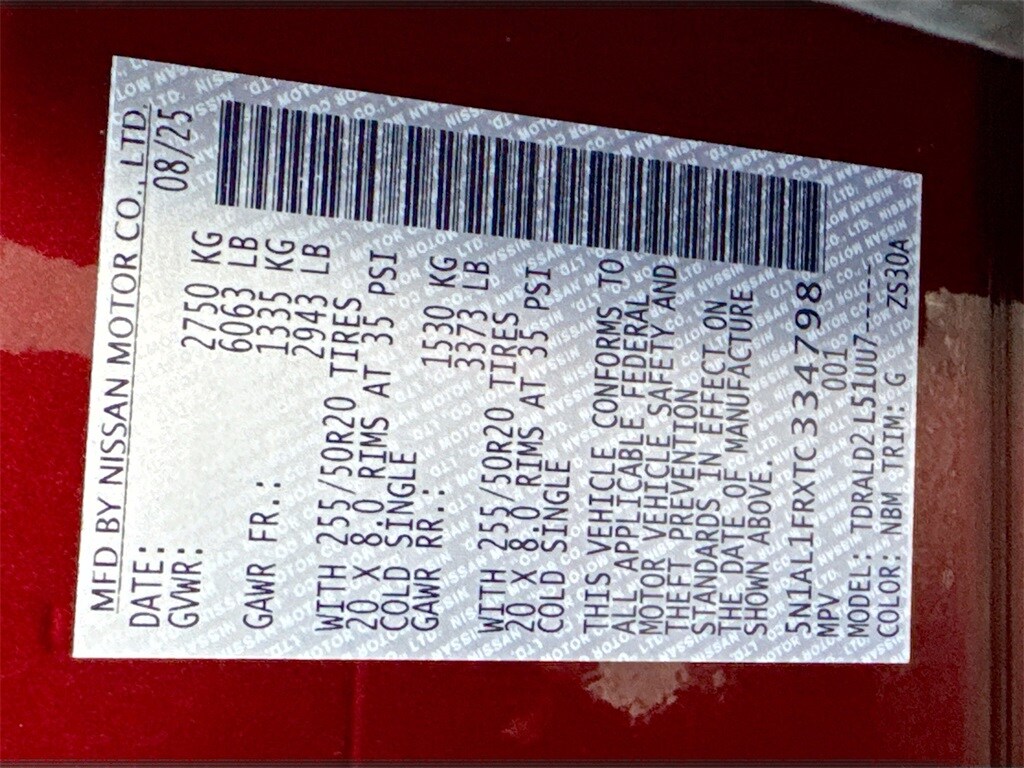 MFD BY NISSAN MOTOR CO., LTD.
DATE: 08/25
GVWR: 2750 KG
6063 LB
GAWR FR.: 1335 KG
2943 LB
WITH 255/50R20 TIRES
20 X 8.0 RIMS AT 35 PSI
COLD SINGLE
GAWR RR.: 1530 KG
3373 LB
WITH 255/50R20 TIRES
20 X 8.0 RIMS AT 35 PSI
COLD SINGLE
THIS VEHICLE CONFORMS TO
ALL APPLICABLE FEDERAL
MOTOR VEHICLE SAFETY AND
THEFT PREVENTION
STANDARDS IN EFFECT ON
THE DATE OF MANUFACTURE
SHOWN ABOVE.
5N1AL1FRXTC334798
MPV 001
MODEL: TDRALD2L51UU7-----
COLOR: NBM TRIM: G ZS30A